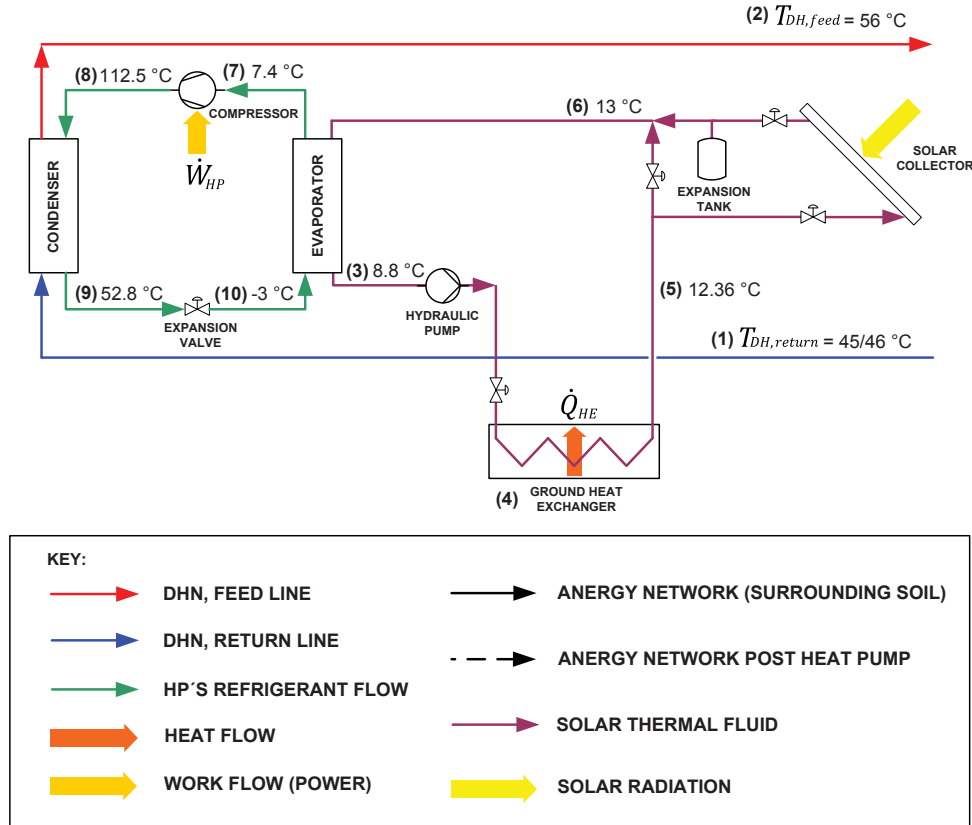 (2) T_DH,feed = 56 °C
(8) 112.5 °C
(7) 7.4 °C
COMPRESSOR
Ẇ_HP
(6) 13 °C
SOLAR
COLLECTOR
EXPANSION
TANK
CONDENSER
EVAPORATOR
(3) 8.8 °C
HYDRAULIC
PUMP
(9) 52.8 °C
(10) -3 °C
EXPANSION
VALVE
(5) 12.36 °C
(1) T_DH,return = 45/46 °C
Q̇_HE
(4)
GROUND HEAT
EXCHANGER
KEY:
DHN, FEED LINE
DHN, RETURN LINE
HP´S REFRIGERANT FLOW
HEAT FLOW
WORK FLOW (POWER)
ANERGY NETWORK (SURROUNDING SOIL)
ANERGY NETWORK POST HEAT PUMP
SOLAR THERMAL FLUID
SOLAR RADIATION